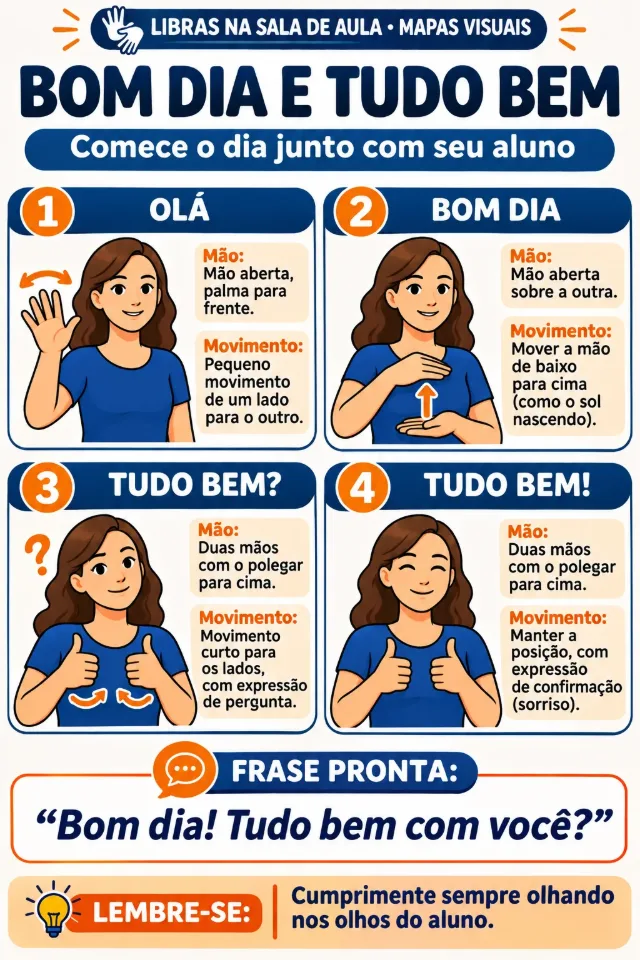 LIBRAS NA SALA DE AULA • MAPAS VISUAIS
BOM DIA E TUDO BEM
Comece o dia junto com seu aluno
1
OLÁ
Mão:
Mão aberta,
palma para
frente.
Movimento:
Pequeno
movimento
de um lado
para o outro.
2
BOM DIA
Mão:
Mão aberta
sobre a outra.
Movimento:
Mover a mão
de baixo
para cima
(como o sol
nascendo).
3
TUDO BEM?
?
Mão:
Duas mãos
com o polegar
para cima.
Movimento:
Movimento
curto para
os lados,
com expressão
de pergunta.
4
TUDO BEM!
Mão:
Duas mãos
com o polegar
para cima.
Movimento:
Manter a
posição, com
expressão
de confirmação
(sorriso).
FRASE PRONTA:
“Bom dia! Tudo bem com você?”
LEMBRE-SE:
Cumprimente sempre olhando
nos olhos do aluno.